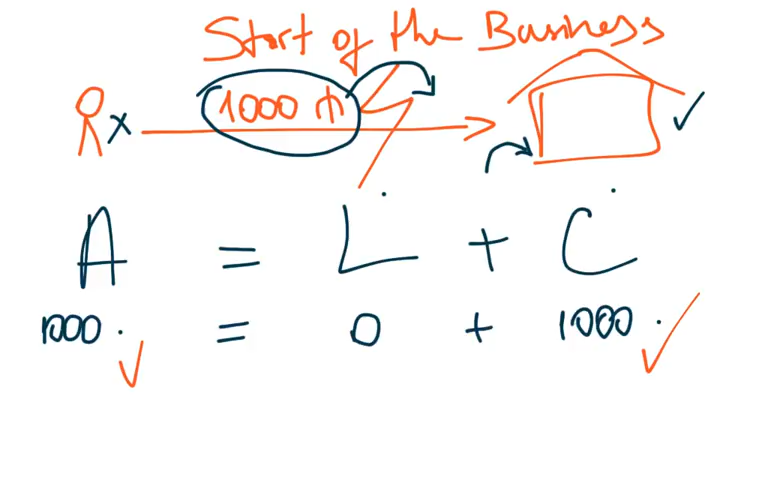 Start of the Business
x 1000 ₼
A = L + C
1000 = 0 + 1000